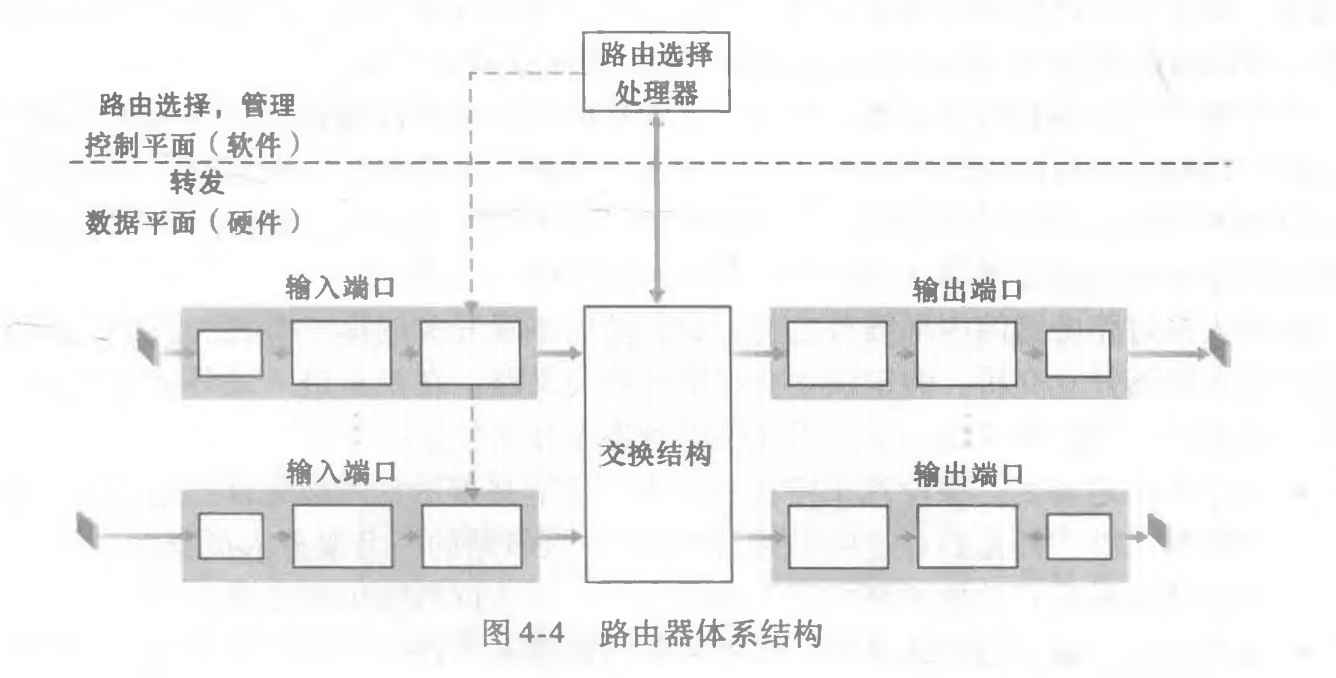 路由选择
处理器
路由选择，管理
控制平面（软件）
转发
数据平面（硬件）
输入端口
输出端口
交换结构
输入端口
输出端口
图 4-4 路由器体系结构